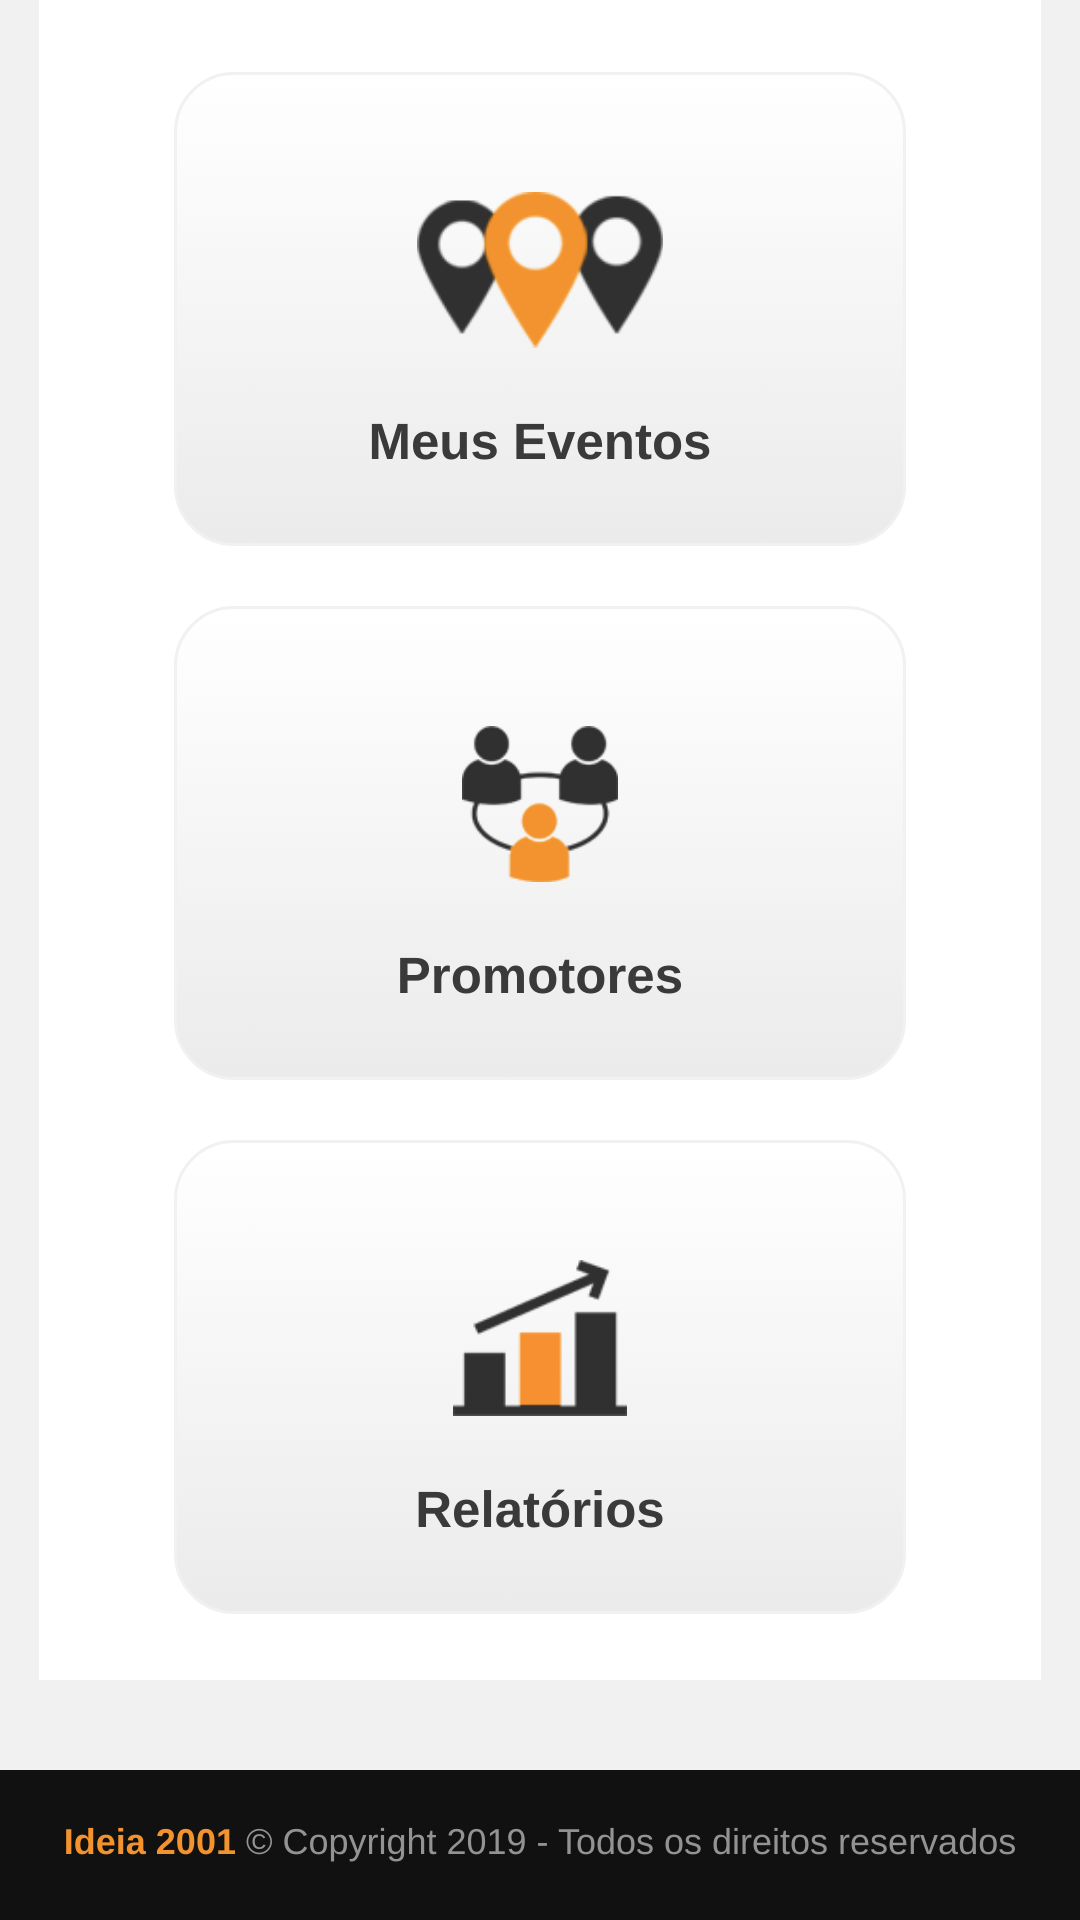 Meus Eventos
Promotores
Relatórios
Ideia 2001 © Copyright 2019 - Todos os direitos reservados